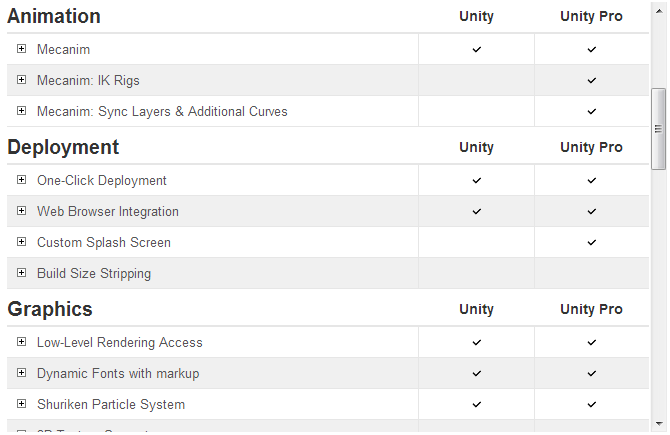 Animation Unity Unity Pro
Mecanim
Mecanim: IK Rigs
Mecanim: Sync Layers & Additional Curves
Deployment Unity Unity Pro
One-Click Deployment
Web Browser Integration
Custom Splash Screen
Build Size Stripping
Graphics Unity Unity Pro
Low-Level Rendering Access
Dynamic Fonts with markup
Shuriken Particle System